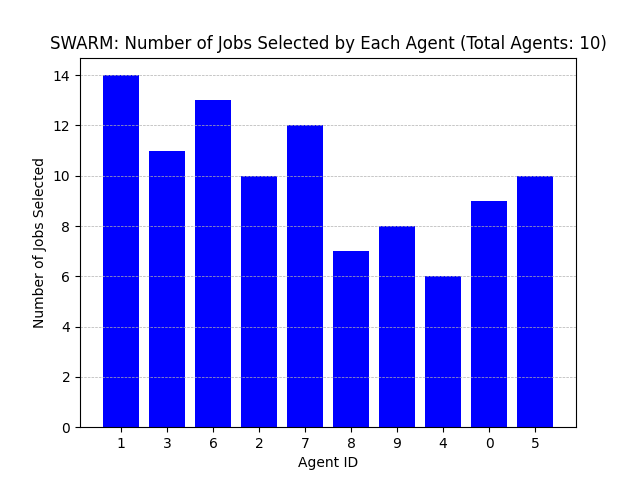 SWARM: Number of Jobs Selected by Each Agent (Total Agents: 10)
Number of Jobs Selected
14
12
10
8
6
4
2
0
1 3 6 2 7 8 9 4 0 5
Agent ID